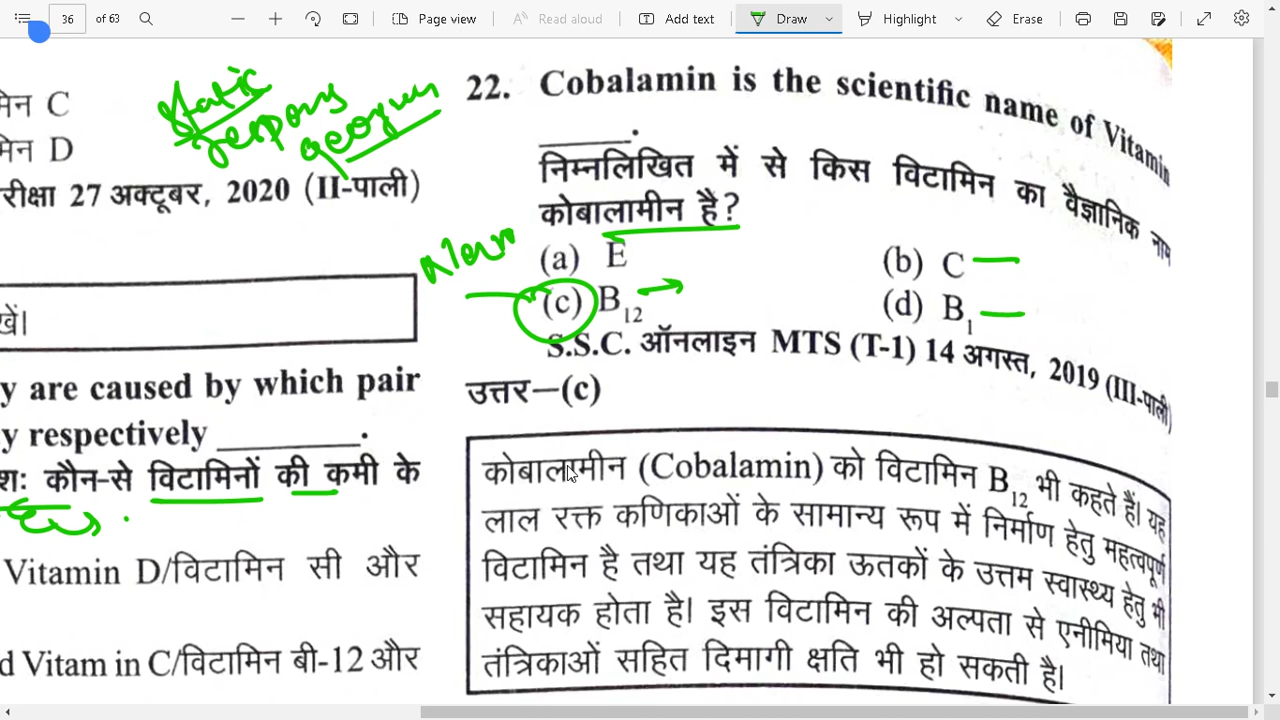 36 of 63
Page view
Read aloud
Add text
Draw
Highlight
Erase
मिन C
मिन D
रीक्षा 27 अक्टूबर, 2020 (II-पाली)
static
respons
खें।
y are caused by which pair
y respectively ________.
शः कौन-से विटामिनों की कमी के
Vitamin D/विटामिन सी और
d Vitam in C/विटामिन बी-12 और
22. Cobalamin is the scientific name of Vitamin
______.
निम्नलिखित में से किस विटामिन का वैज्ञानिक नाम
कोबालामीन है?
(a) E (b) C
(c) B12 (d) B1
S.S.C. ऑनलाइन MTS (T-1) 14 अगस्त, 2019 (III-पाली)
उत्तर—(c)
कोबालामीन (Cobalamin) को विटामिन B12 भी कहते हैं। यह
लाल रक्त कणिकाओं के सामान्य रूप में निर्माण हेतु महत्वपूर्ण
विटामिन है तथा यह तंत्रिका ऊतकों के उत्तम स्वास्थ्य हेतु भी
सहायक होता है। इस विटामिन की अल्पता से एनीमिया तथा
तंत्रिकाओं सहित दिमागी क्षति भी हो सकती है।